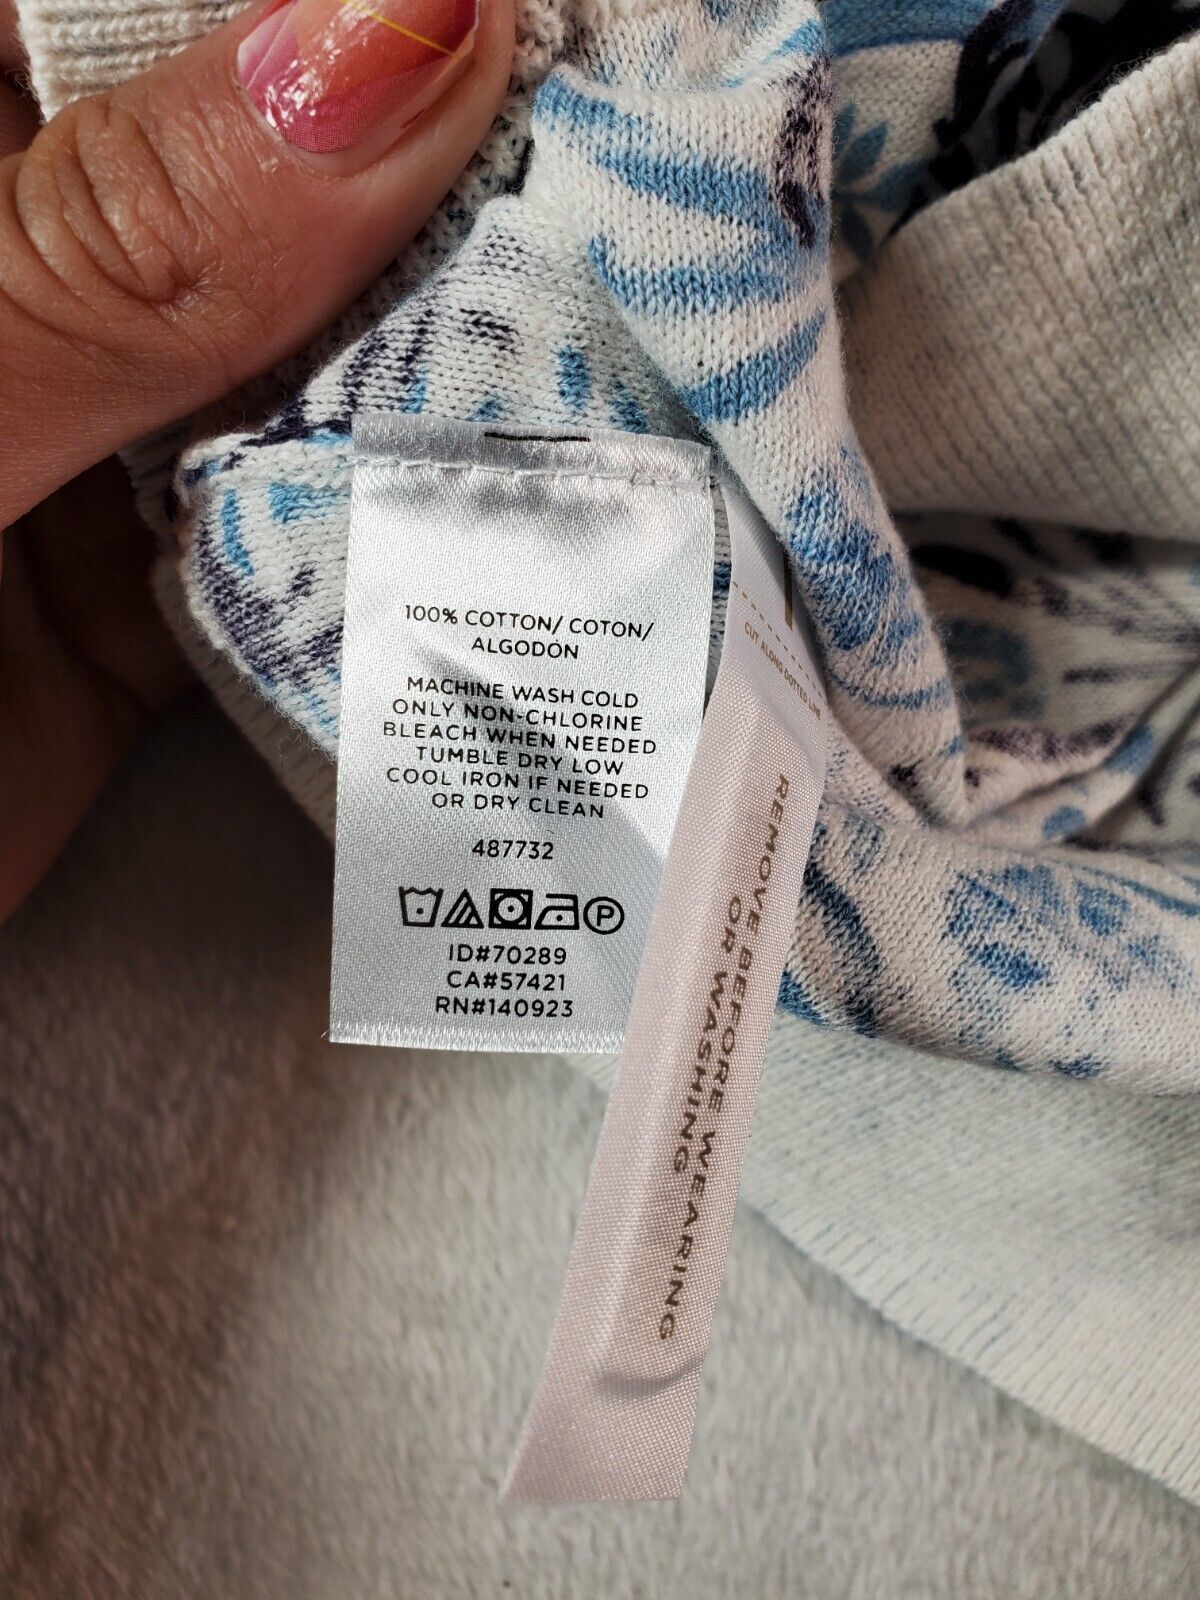 100% COTTON/ COTON/
ALGODÓN
MACHINE WASH COLD
ONLY NON-CHLORINE
BLEACH WHEN NEEDED
TUMBLE DRY LOW
COOL IRON IF NEEDED
OR DRY CLEAN
487732
P
ID#70289
CA#57421
RN#140923
CUT ALONG DOTTED LINE
REMOVE BEFORE WEARING
OR WASHING